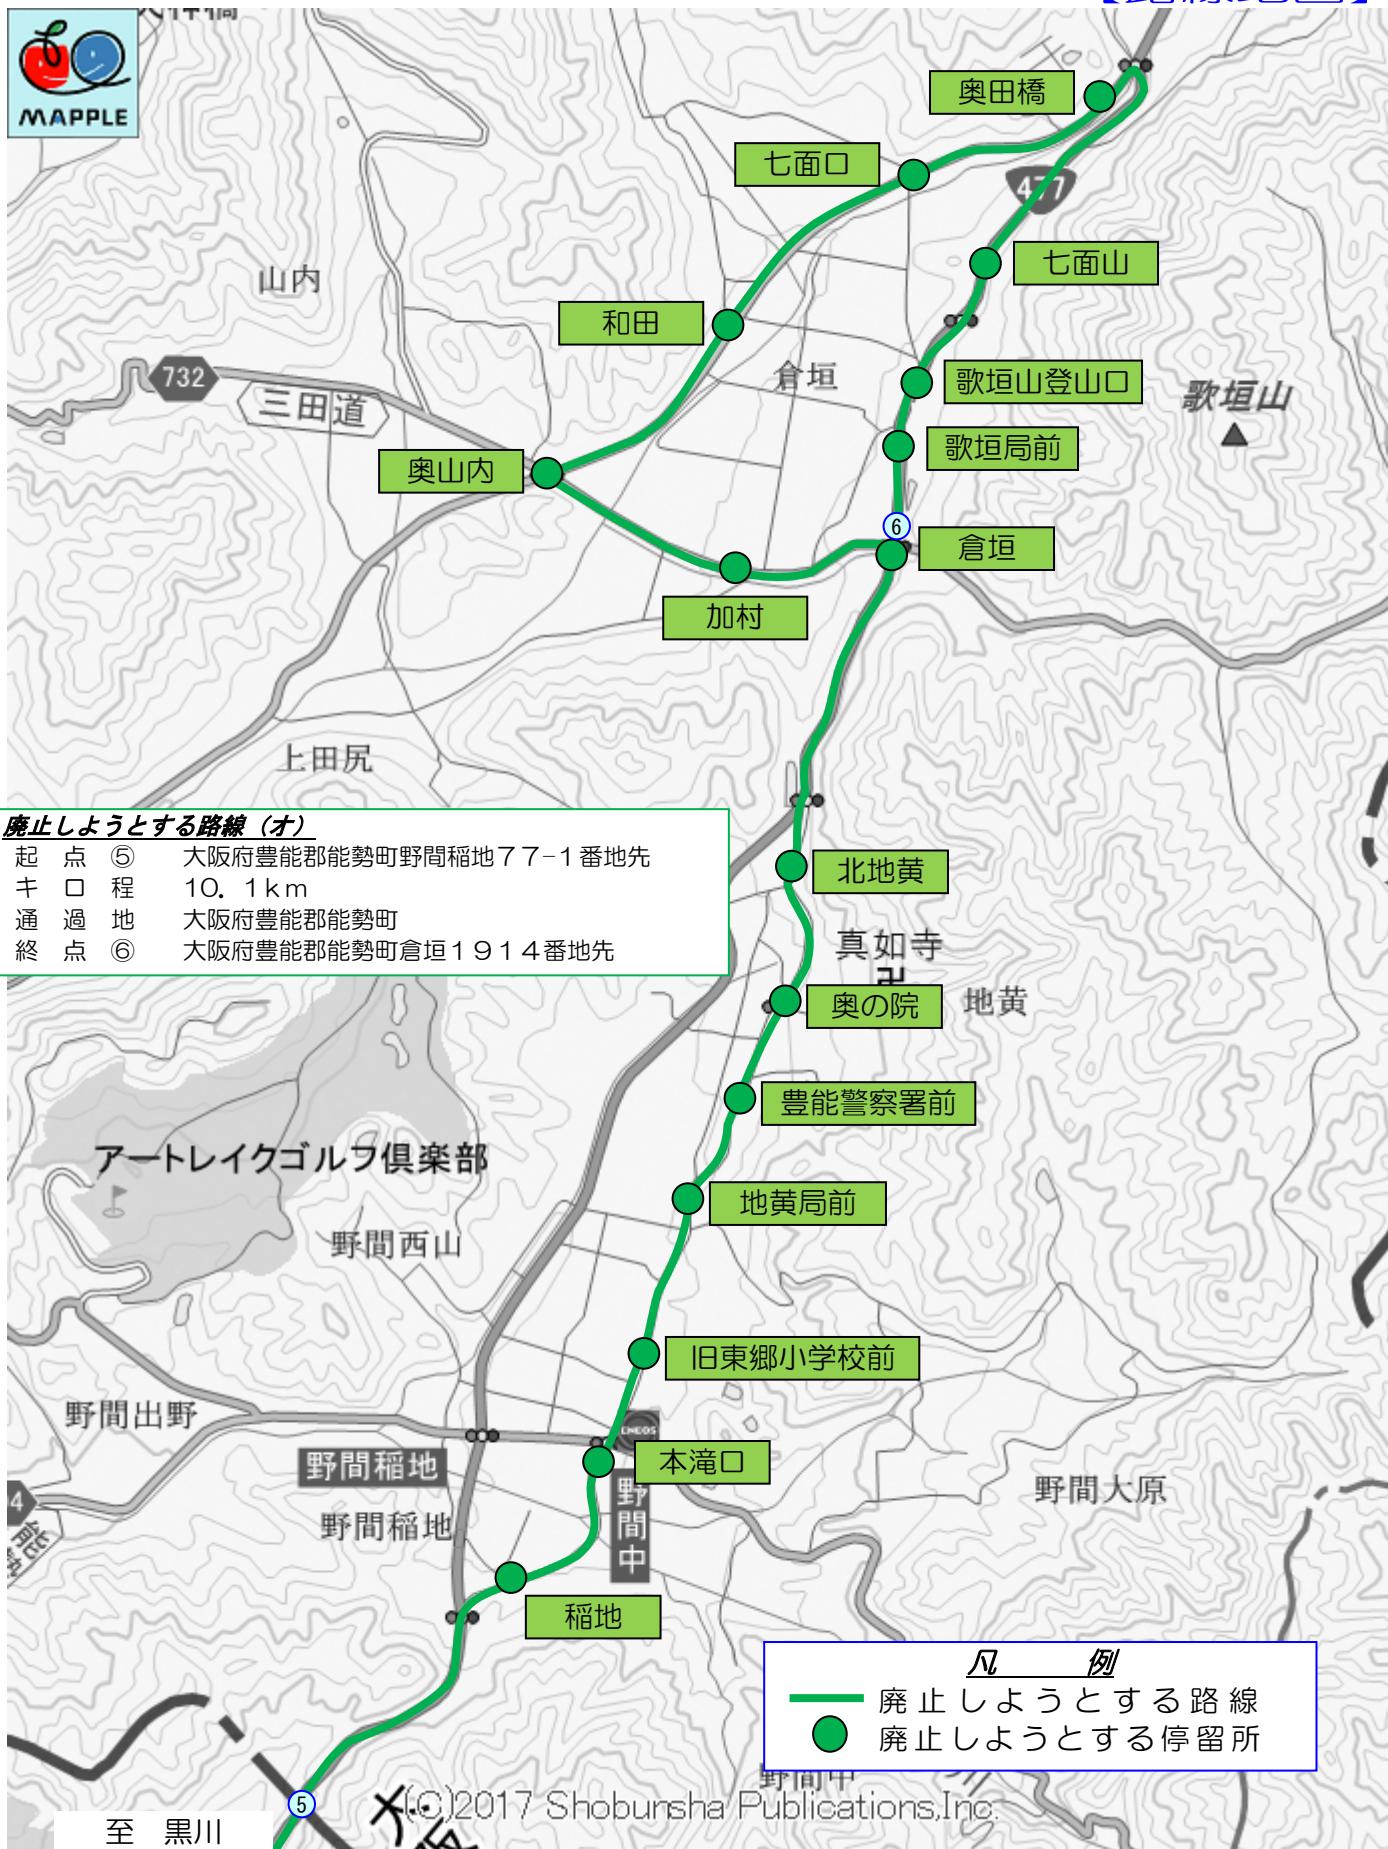 【路線地図】
MAPPLE
奥田橋
七面口
477
七面山
山内
和田
倉垣
732
三田道
歌垣山登山口
歌垣山
歌垣局前
奥山内
6
倉垣
加村
上田尻
廃止しようとする路線（オ）
起　点　⑤　大阪府豊能郡能勢町野間稲地７７−１番地先
キ　ロ　程　10．1ｋｍ
通　過　地　大阪府豊能郡能勢町
終　点　⑥　大阪府豊能郡能勢町倉垣１９１４番地先
北地黄
真如寺
奥の院
地黄
豊能警察署前
アートレイクゴルフ倶楽部
地黄局前
野間西山
旧東郷小学校前
野間出野
ENEOS
本滝口
野間稲地
野間大原
4
野間稲地
野間中
稲地
凡　例
廃止しようとする路線
廃止しようとする停留所
野間中
5
(C)2017 Shobunsha Publications,Inc.
至　黒川